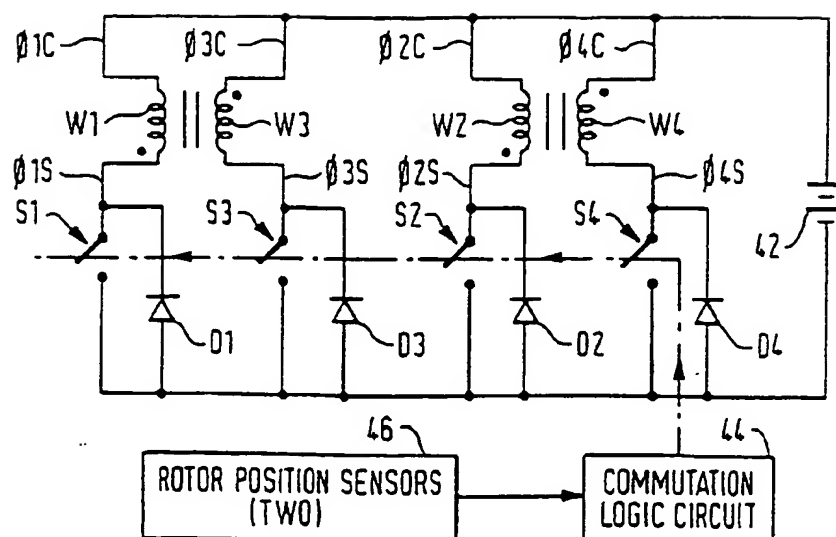 Ø1C
Ø3C
Ø2C
Ø4C
W1
W3
W2
W4
Ø1S
Ø3S
Ø2S
Ø4S
S1
S3
S2
S4
42
D1
D3
D2
D4
46
44
ROTOR POSITION SENSORS
(TWO)
COMMUTATION
LOGIC CIRCUIT